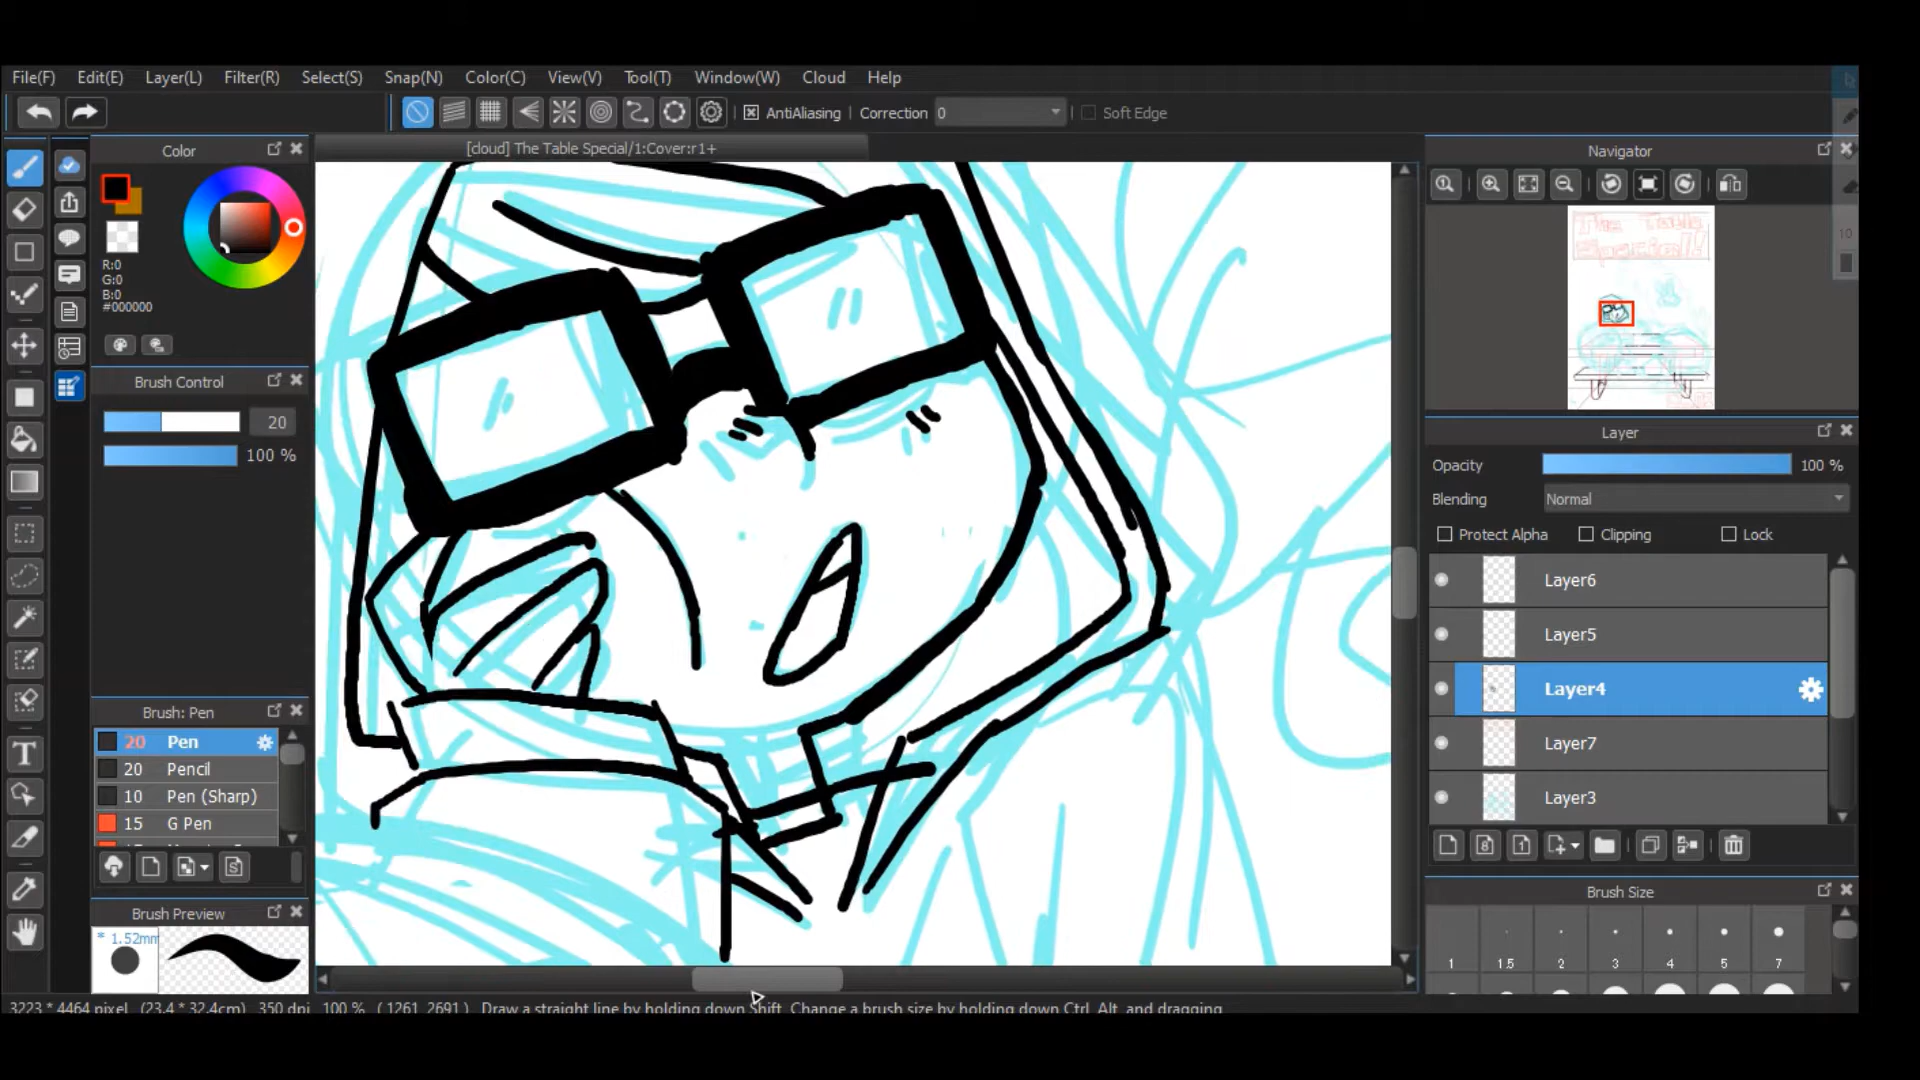 File(F) Edit(E) Layer(L) Filter(R) Select(S) Snap(N) Color(C) View(V) Tool(T) Window(W) Cloud Help
AntiAliasing Correction 0 Soft Edge
Color
[cloud] The Table Special/1:Cover:r1+
Navigator
R:0
G:0
B:0
#000000
The Table
Special!!
10
Brush Control
20
100 %
Layer
Opacity 100 %
Blending Normal
Protect Alpha Clipping Lock
Layer6
Layer5
Layer4
Layer7
Layer3
Brush: Pen
20 Pen
20 Pencil
10 Pen (Sharp)
15 G Pen
Brush Preview
* 1.52mm
Brush Size
1 1.5 2 3 4 5 7
3223 * 4464 pixel (23.4 * 32.4cm) 350 dpi 100 % ( 1261, 2691 ) Draw a straight line by holding down Shift, Change a brush size by holding down Ctrl, Alt, and dragging